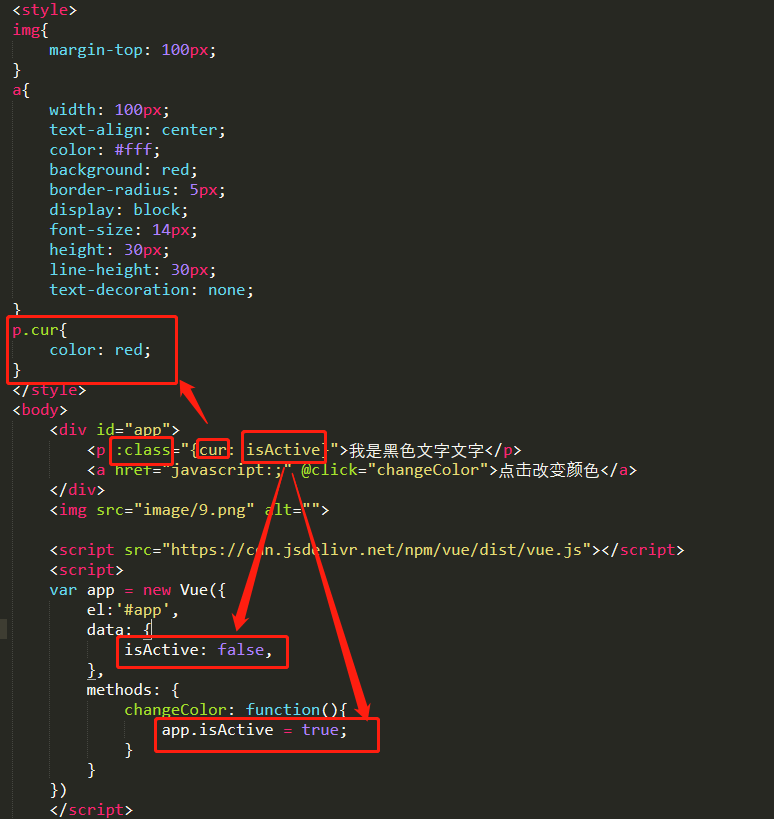 <style>
img{
margin-top: 100px;
}
a{
width: 100px;
text-align: center;
color: #fff;
background: red;
border-radius: 5px;
display: block;
font-size: 14px;
height: 30px;
line-height: 30px;
text-decoration: none;
}
p.cur{
color: red;
}
</style>
<body>
<div id="app">
<p :class="{cur: isActive}">我是黑色文字文字</p>
<a href="javascript:;" @click="changeColor">点击改变颜色</a>
</div>
<img src="image/9.png" alt="">
<script src="https://cdn.jsdelivr.net/npm/vue/dist/vue.js"></script>
<script>
var app = new Vue({
el:'#app',
data: {
isActive: false,
},
methods: {
changeColor: function(){
app.isActive = true;
}
}
})
</script>